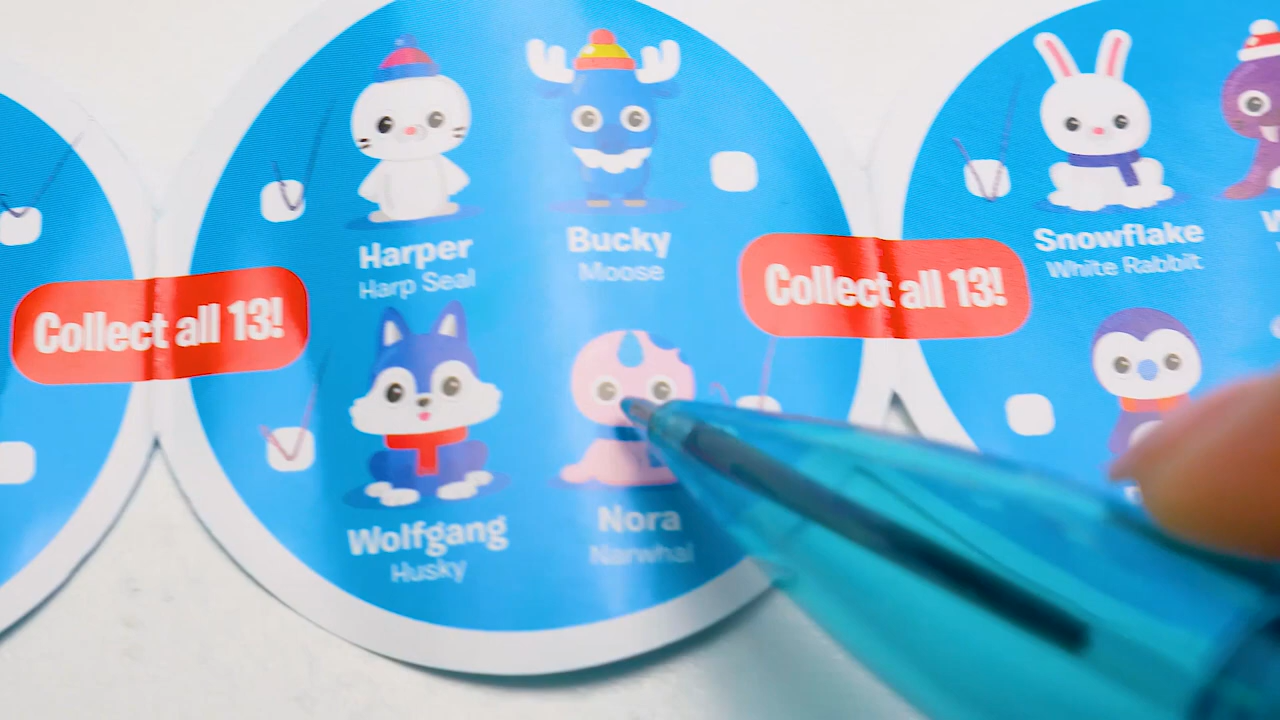 Harper
Harp Seal
Bucky
Moose
Snowflake
White Rabbit
Collect all 13!
Collect all 13!
Wolfgang
Husky
Nora
Narwhal